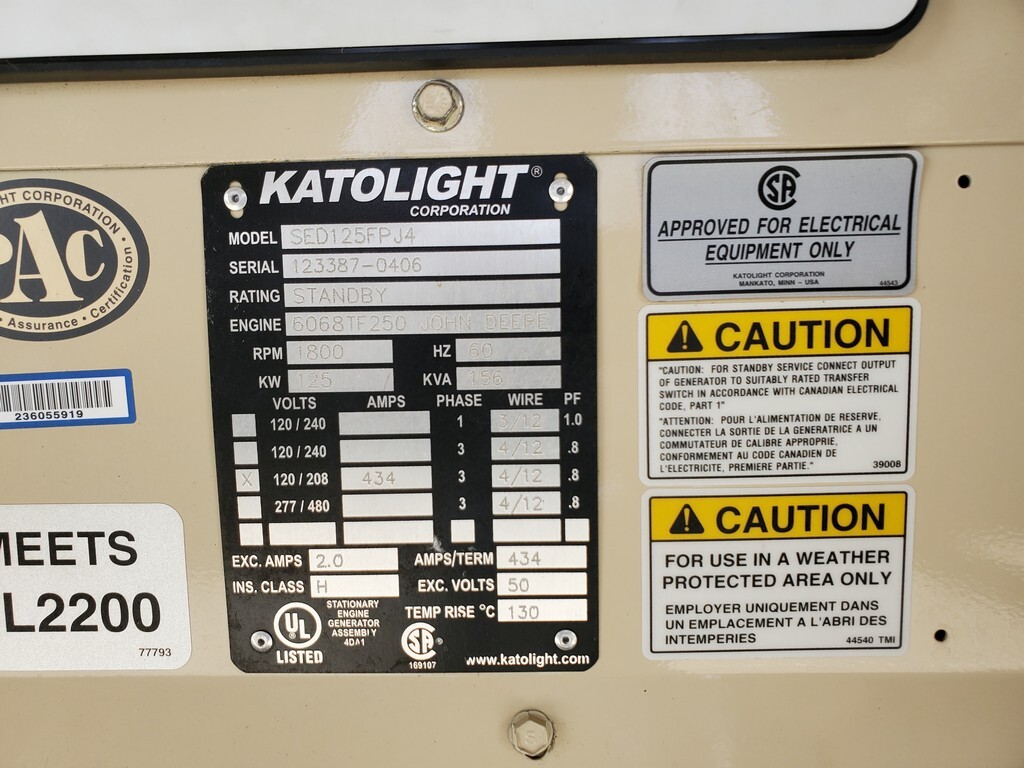 HT CORPORATION
PAC
Assurance • Certification
236055919
MEETS
L2200
77793
KATOLIGHT®
CORPORATION
MODEL SED125FPJ4
SERIAL 123387-0406
RATING STANDBY
ENGINE 6068TF250 JOHN DEERE
RPM 1800 HZ 60
KW 125 KVA 156
VOLTS AMPS PHASE WIRE PF
120 / 240 1 3/12 1.0
120 / 240 3 4/12 .8
X 120 / 208 434 3 4/12 .8
277 / 480 3 4/12 .8
EXC. AMPS 2.0 AMPS/TERM 434
INS. CLASS H EXC. VOLTS 50
TEMP RISE °C 130
UL
LISTED
STATIONARY
ENGINE
GENERATOR
ASSEMBLY
4DA1
SA
169107
www.katolight.com
SA
APPROVED FOR ELECTRICAL
EQUIPMENT ONLY
KATOLIGHT CORPORATION
MANKATO, MINN - USA
44543
CAUTION
"CAUTION: FOR STANDBY SERVICE CONNECT OUTPUT
OF GENERATOR TO SUITABLY RATED TRANSFER
SWITCH IN ACCORDANCE WITH CANADIAN ELECTRICAL
CODE, PART 1"
"ATTENTION: POUR L'ALIMENTATION DE RESERVE,
CONNECTER LA SORTIE DE LA GENERATRICE A UN
COMMUTATEUR DE CALIBRE APPROPRIE,
CONFORMEMENT AU CODE CANADIEN DE
L'ELECTRICITE, PREMIERE PARTIE."
39008
CAUTION
FOR USE IN A WEATHER
PROTECTED AREA ONLY
EMPLOYER UNIQUEMENT DANS
UN EMPLACEMENT A L'ABRI DES
INTEMPERIES
44540 TMI